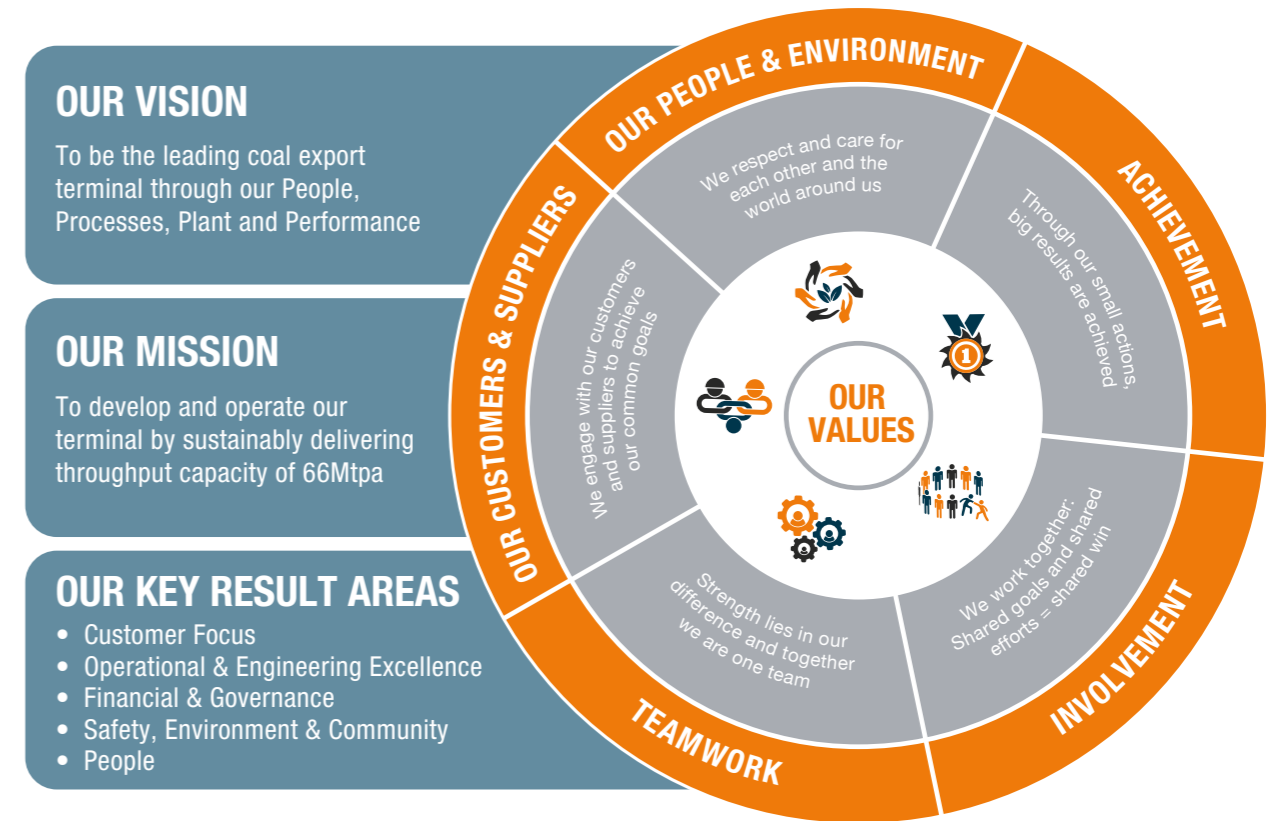 OUR VISION
To be the leading coal export
terminal through our People,
Processes, Plant and Performance
OUR MISSION
To develop and operate our
terminal by sustainably delivering
throughput capacity of 66Mtpa
OUR KEY RESULT AREAS
• Customer Focus
• Operational & Engineering Excellence
• Financial & Governance
• Safety, Environment & Community
• People
OUR PEOPLE & ENVIRONMENT
We respect and care for
each other and the
world around us
ACHIEVEMENT
Through our small actions,
big results are achieved
INVOLVEMENT
We work together:
Shared goals and shared
efforts = shared win
TEAMWORK
Strength lies in our
difference and together
we are one team
OUR CUSTOMERS & SUPPLIERS
We engage with our customers
and suppliers to achieve
our common goals
OUR
VALUES
1